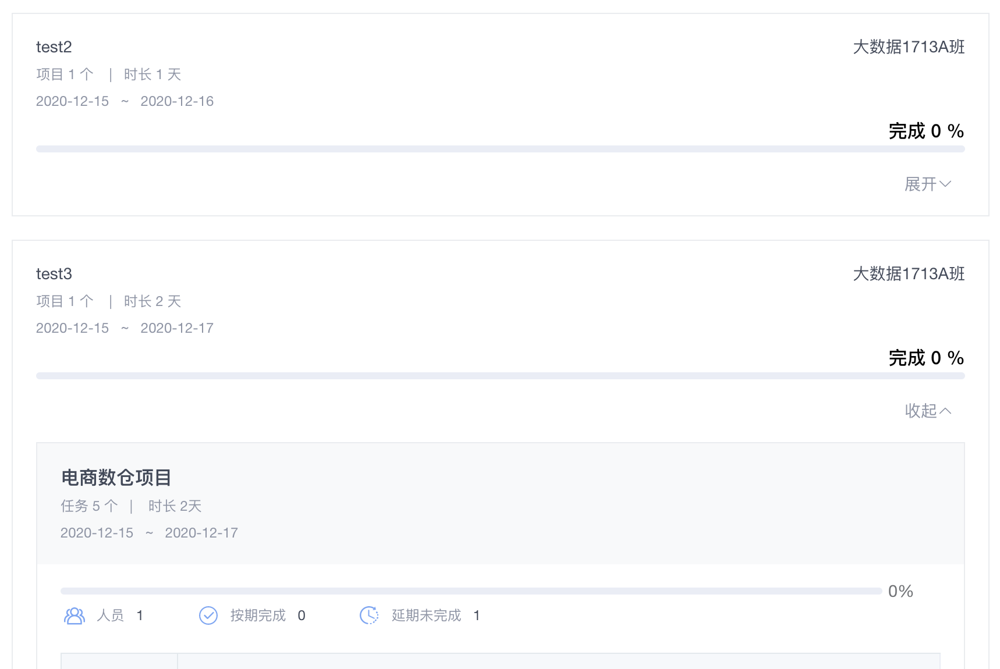 test2 大数据1713A班
项目 1 个 | 时长 1 天
2020-12-15 ~ 2020-12-16
完成 0 %
展开
test3 大数据1713A班
项目 1 个 | 时长 2 天
2020-12-15 ~ 2020-12-17
完成 0 %
收起
电商数仓项目
任务 5 个 | 时长 2天
2020-12-15 ~ 2020-12-17
0%
人员 1 按期完成 0 延期未完成 1